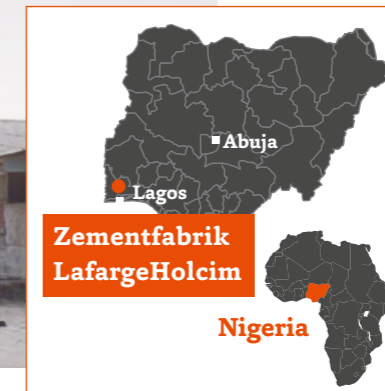 Abuja
Lagos
Zementfabrik
LafargeHolcim
Nigeria